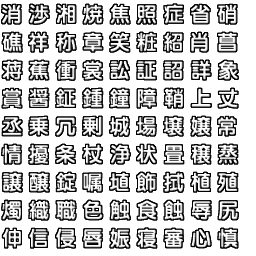 消渉湘焼焦照症省硝
礁祥称章笑粧紹肖菖
蒋蕉衝裳訟証詔詳象
賞醤鉦鍾鐘障鞘上丈
丞乗冗剰城場壌嬢常
情擾条杖浄状畳穣蒸
譲醸錠嘱埴飾拭植殖
燭織職色触食蝕辱尻
伸信侵唇娠寝審心慎